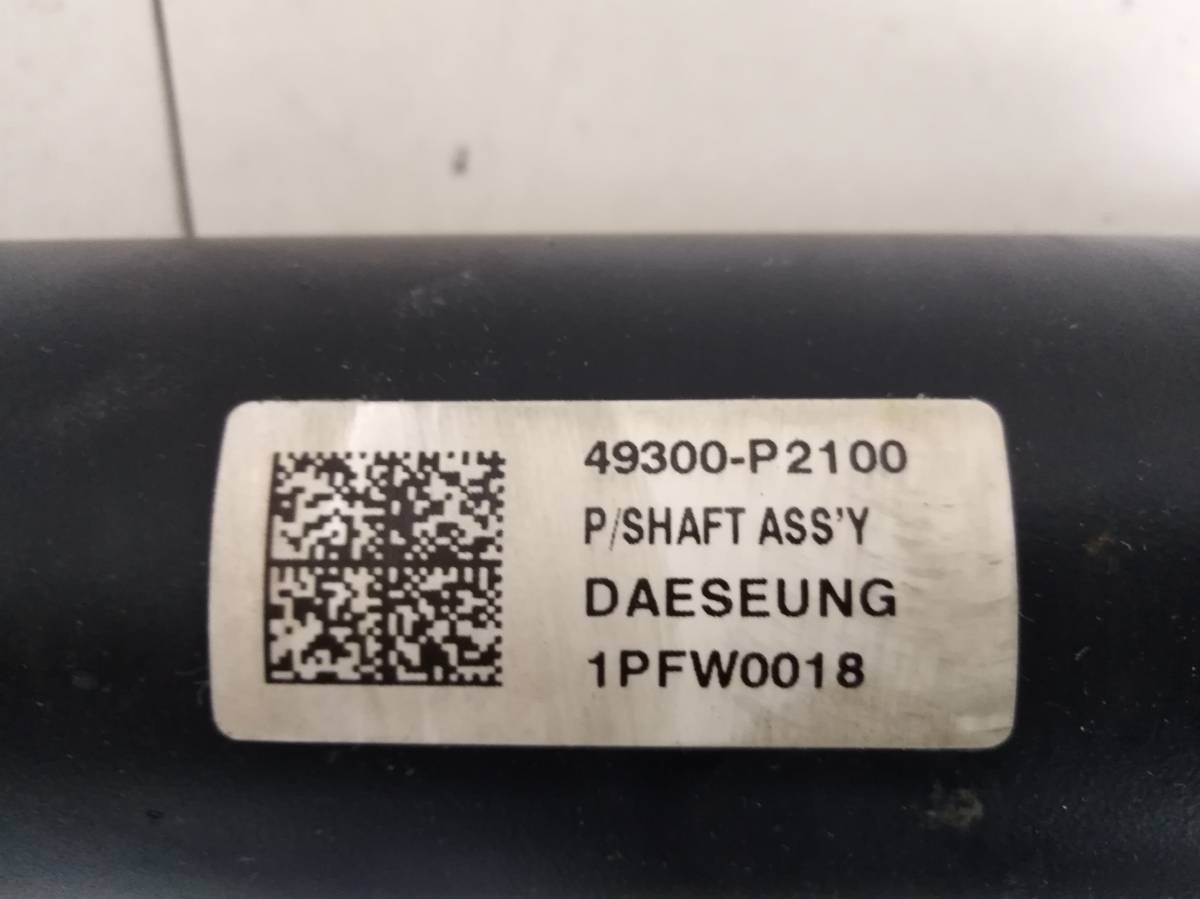 49300-P2100
P/SHAFT ASS'Y
DAESEUNG
1PFW0018